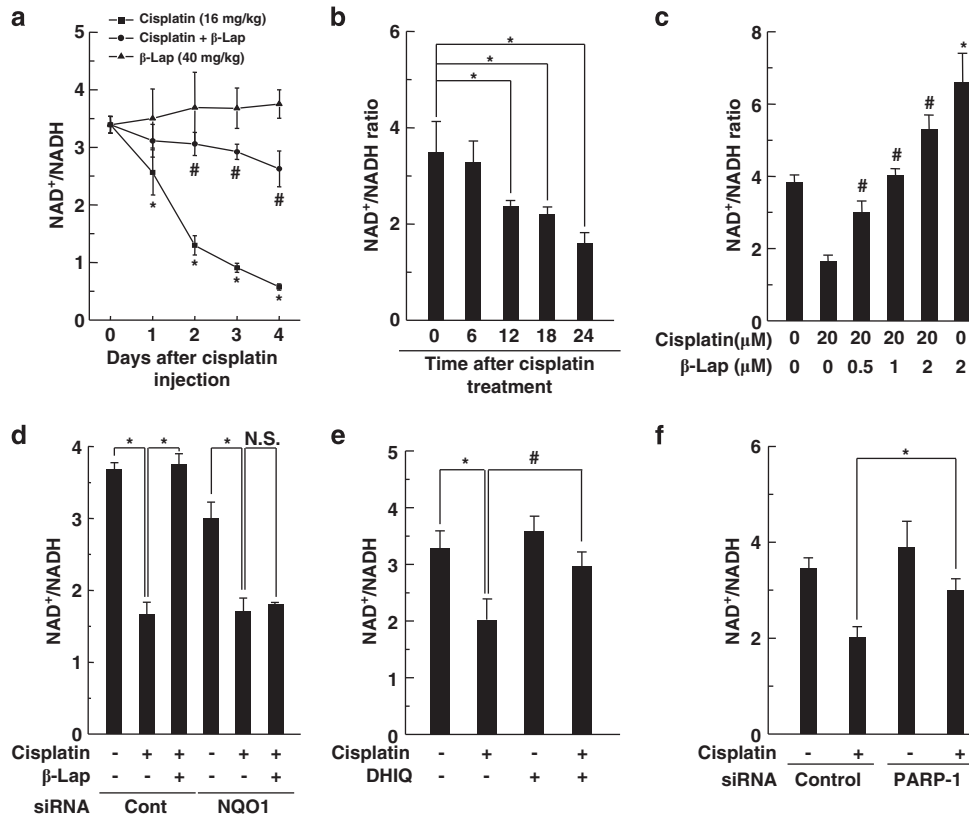 a
Cisplatin (16 mg/kg)
Cisplatin + β-Lap
β-Lap (40 mg/kg)
NAD+/NADH
5
4
3
2
1
0
*
*
*
*
#
#
#
0 1 2 3 4
Days after cisplatin
injection
b
NAD+/NADH ratio
6
4
2
0
*
*
*
0 6 12 18 24
Time after cisplatin
treatment
c
NAD+/NADH ratio
8
6
4
2
0
#
#
#
*
Cisplatin(μM) 0 20 20 20 20 0
β-Lap (μM) 0 0 0.5 1 2 2
d
NAD+/NADH
4
3
2
1
0
* * * N.S.
Cisplatin - + + - + +
β-Lap - - + - - +
siRNA Cont NQO1
e
NAD+/NADH
5
4
3
2
1
0
* #
Cisplatin - + - +
DHIQ - - + +
f
NAD+/NADH
6
4
2
0
*
Cisplatin - + - +
siRNA Control PARP-1